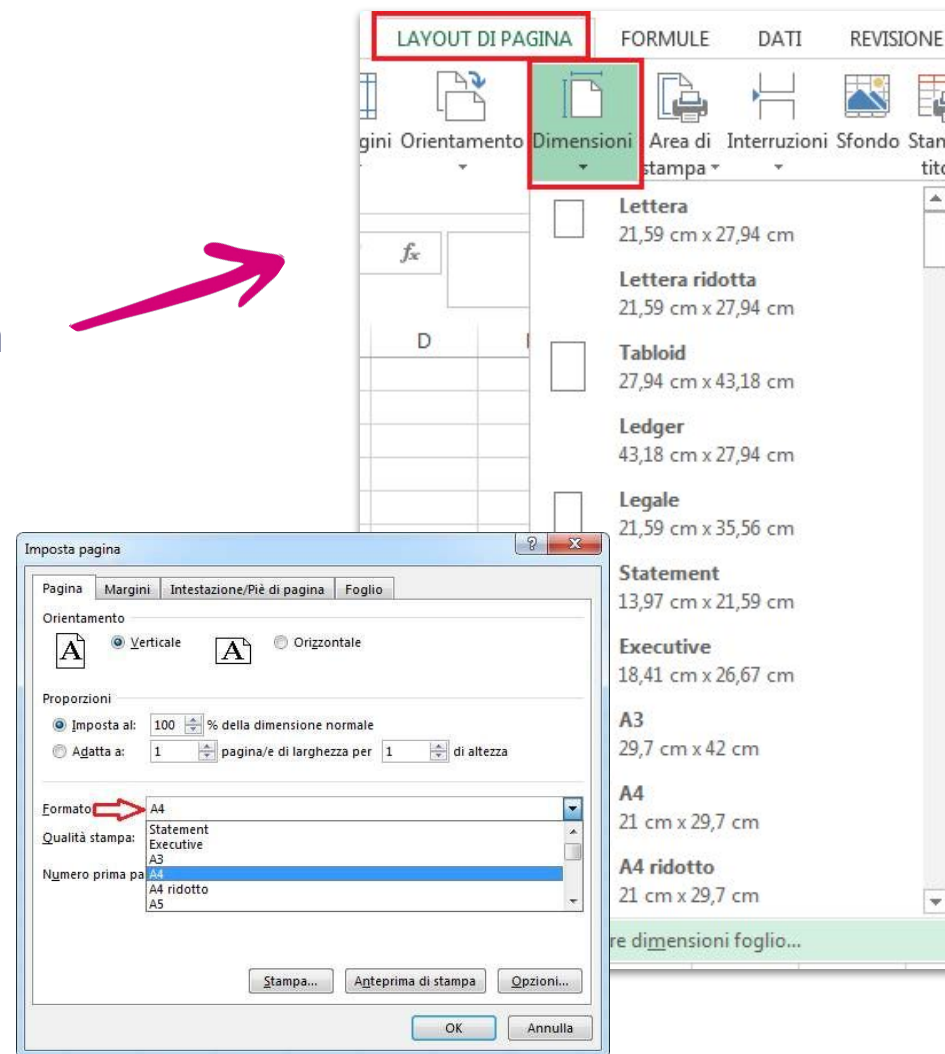 LAYOUT DI PAGINA FORMULE DATI REVISIONE
Orientamento Dimensioni Area di stampa Interruzioni Sfondo
fx
D
Lettera
21,59 cm x 27,94 cm
Lettera ridotta
21,59 cm x 27,94 cm
Tabloid
27,94 cm x 43,18 cm
Ledger
43,18 cm x 27,94 cm
Legale
21,59 cm x 35,56 cm
Statement
13,97 cm x 21,59 cm
Executive
18,41 cm x 26,67 cm
A3
29,7 cm x 42 cm
A4
21 cm x 29,7 cm
A4 ridotto
21 cm x 29,7 cm
re dimensioni foglio...
Imposta pagina
Pagina Margini Intestazione/Piè di pagina Foglio
Orientamento
A Verticale A Orizzontale
Proporzioni
Imposta al: 100 % della dimensione normale
Adatta a: 1 pagina/e di larghezza per 1 di altezza
Formato A4
Qualità stampa: Statement
Executive
A3
Numero prima pa A4
A4 ridotto
A5
Stampa... Anteprima di stampa Opzioni...
OK Annulla